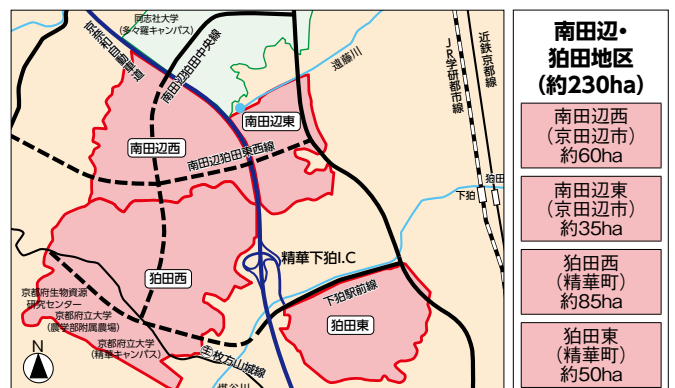 同志社大学
(多々羅キャンパス)
京奈和自動車道
南田辺狛田中央線
遠藤川
南田辺東
南田辺西
南田辺狛田東西線
JR学研都市線
近鉄京都線
狛田
下狛
精華下狛I.C
狛田西
京都府生物資源
研究センター
京都府立大学
(農学部附属農場)
京都府立大学
(精華キャンパス)
下狛駅前線
狛田東
主枚方山城線
N
南田辺・
狛田地区
(約230ha)
南田辺西
(京田辺市)
約60ha
南田辺東
(京田辺市)
約35ha
狛田西
(精華町)
約85ha
狛田東
(精華町)
約50ha